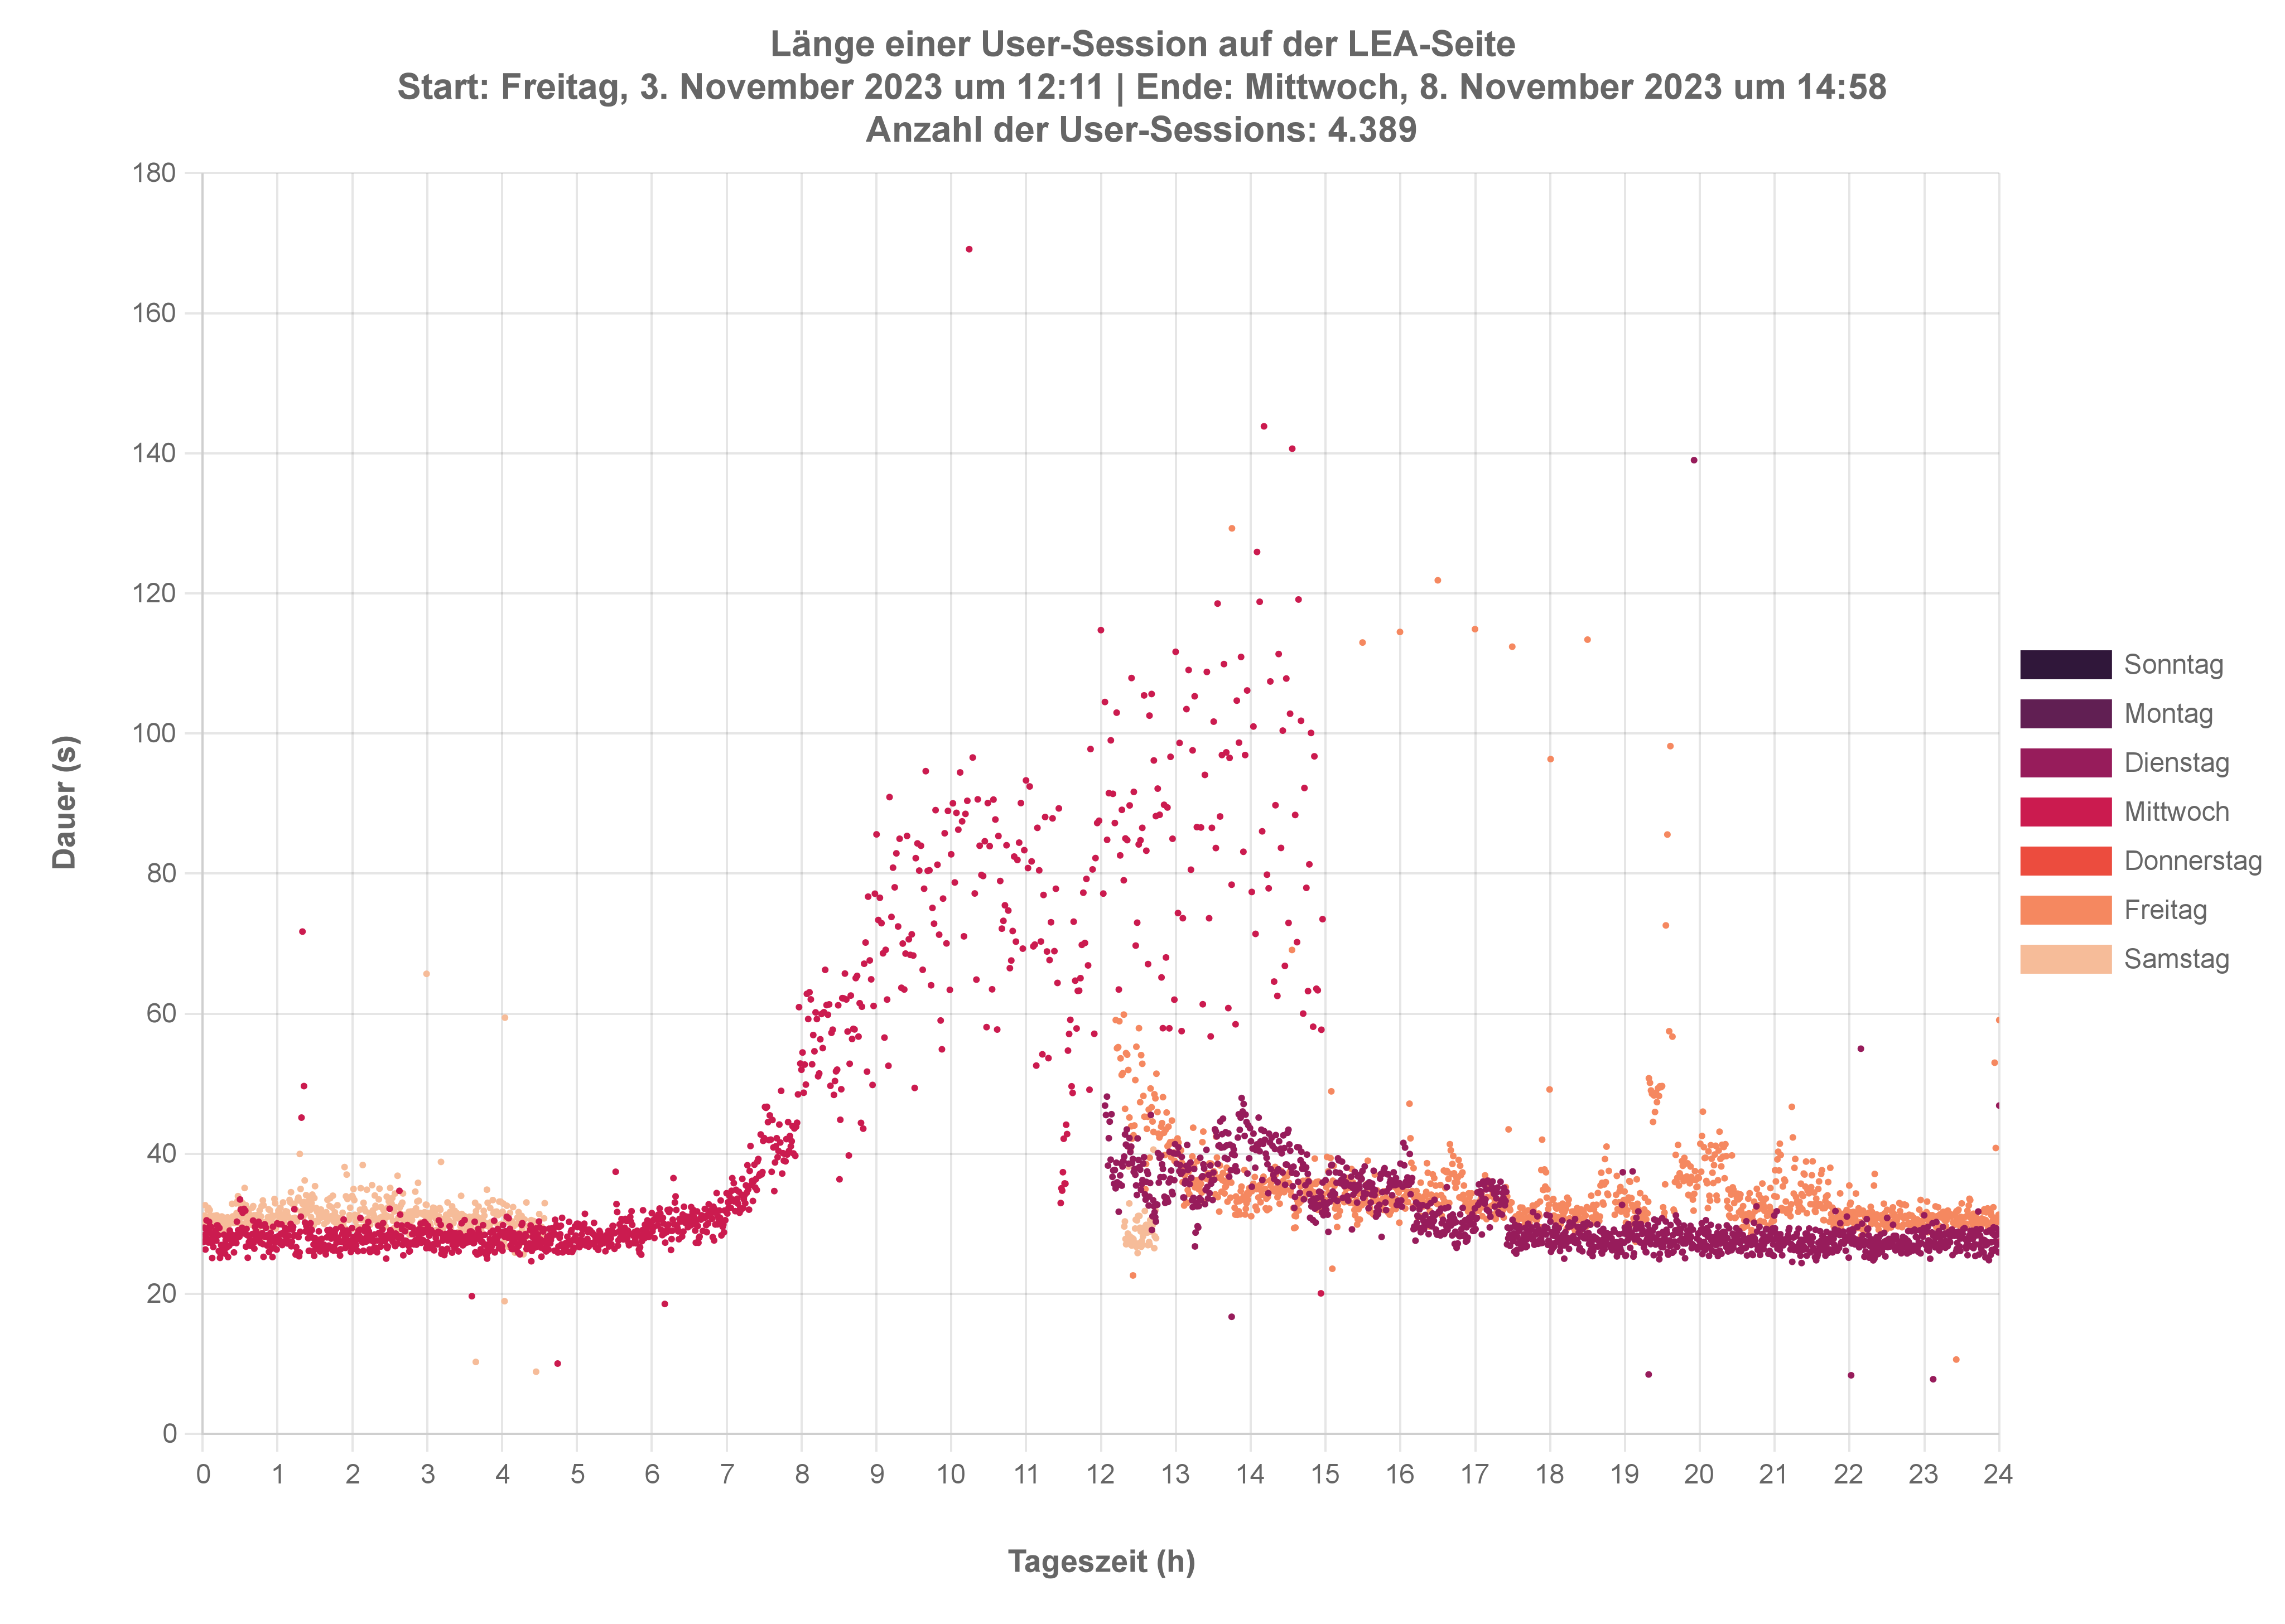 Länge einer User-Session auf der LEA-Seite
Start: Freitag, 3. November 2023 um 12:11 | Ende: Mittwoch, 8. November 2023 um 14:58
Anzahl der User-Sessions: 4.389
180
160
140
120
100
80
60
40
20
0
Dauer (s)
0 1 2 3 4 5 6 7 8 9 10 11 12 13 14 15 16 17 18 19 20 21 22 23 24
Tageszeit (h)
Sonntag
Montag
Dienstag
Mittwoch
Donnerstag
Freitag
Samstag